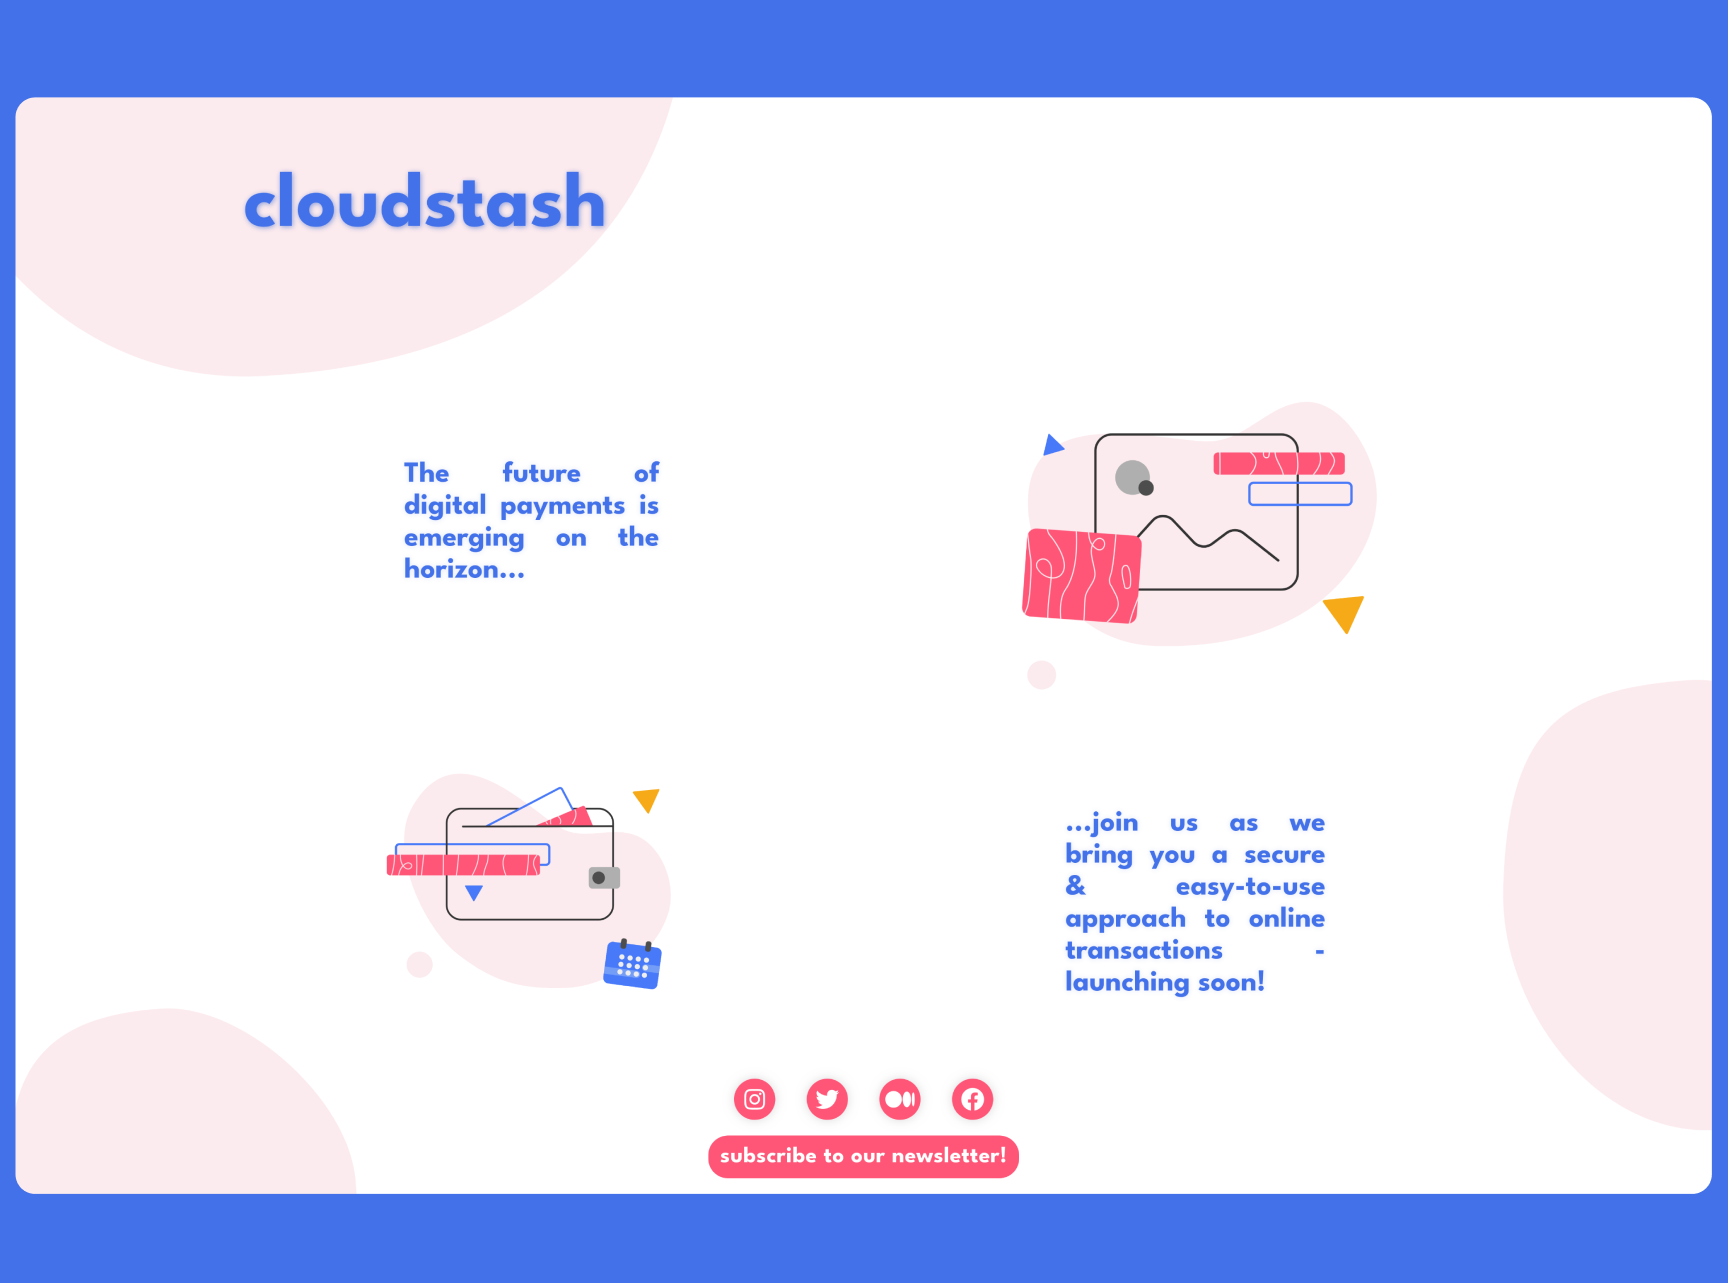 cloudstash
The future of
digital payments is
emerging on the
horizon...
...join us as we
bring you a secure
& easy-to-use
approach to online
transactions -
launching soon!
subscribe to our newsletter!